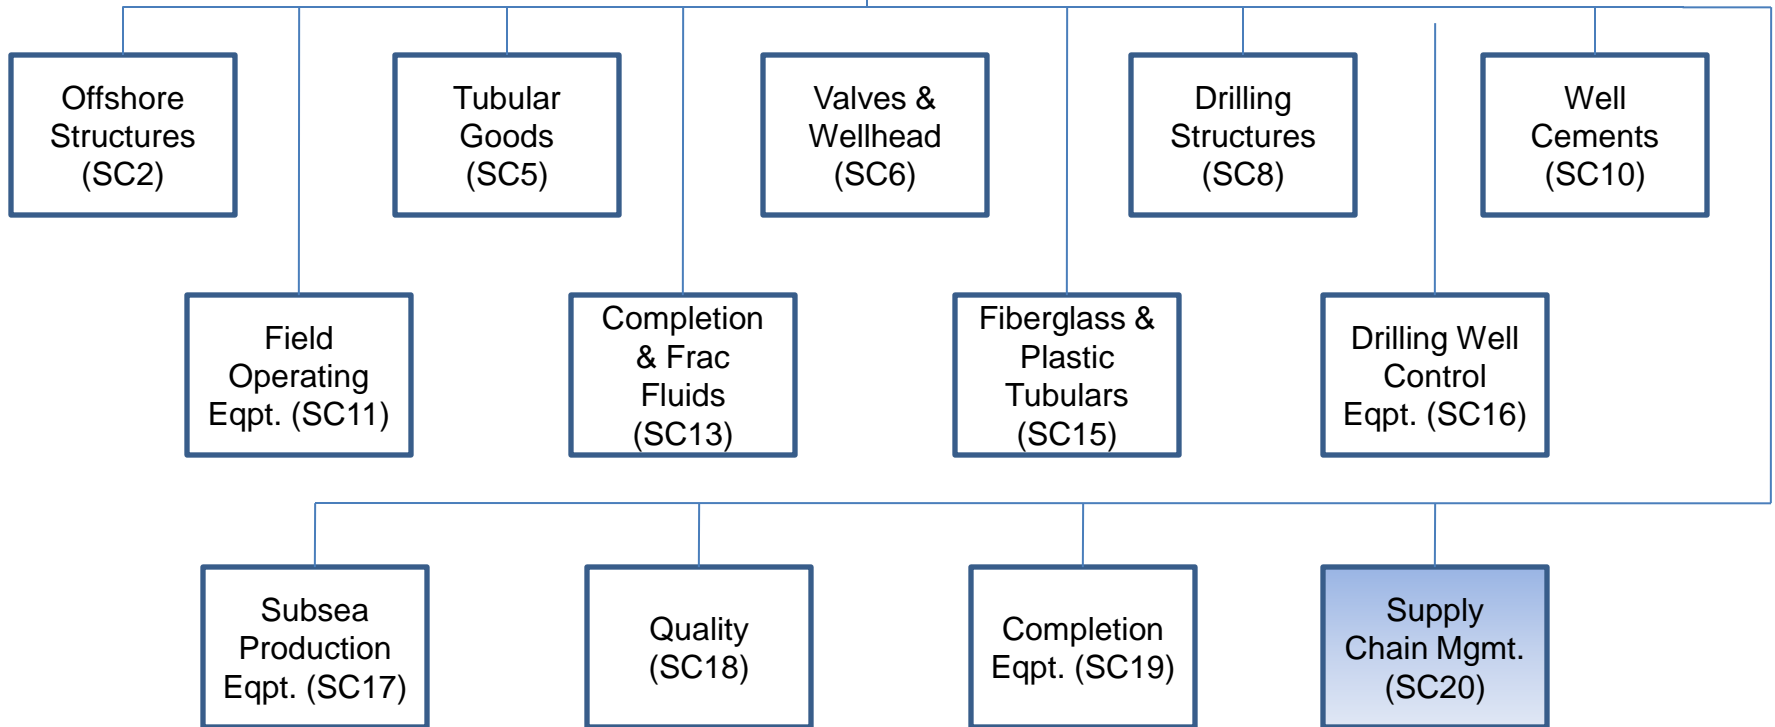 Offshore
Structures
(SC2)
Tubular
Goods
(SC5)
Valves &
Wellhead
(SC6)
Drilling
Structures
(SC8)
Well
Cements
(SC10)
Field
Operating
Eqpt. (SC11)
Completion
& Frac
Fluids
(SC13)
Fiberglass &
Plastic
Tubulars
(SC15)
Drilling Well
Control
Eqpt. (SC16)
Subsea
Production
Eqpt. (SC17)
Quality
(SC18)
Completion
Eqpt. (SC19)
Supply
Chain Mgmt.
(SC20)